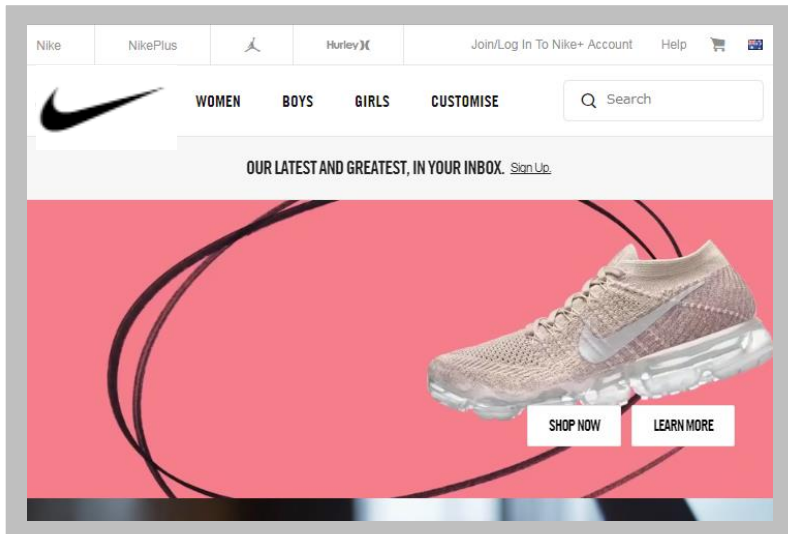 Nike NikePlus Hurley Join/Log In To Nike+ Account Help
WOMEN BOYS GIRLS CUSTOMISE Search
OUR LATEST AND GREATEST, IN YOUR INBOX. Sign Up.
SHOP NOW LEARN MORE